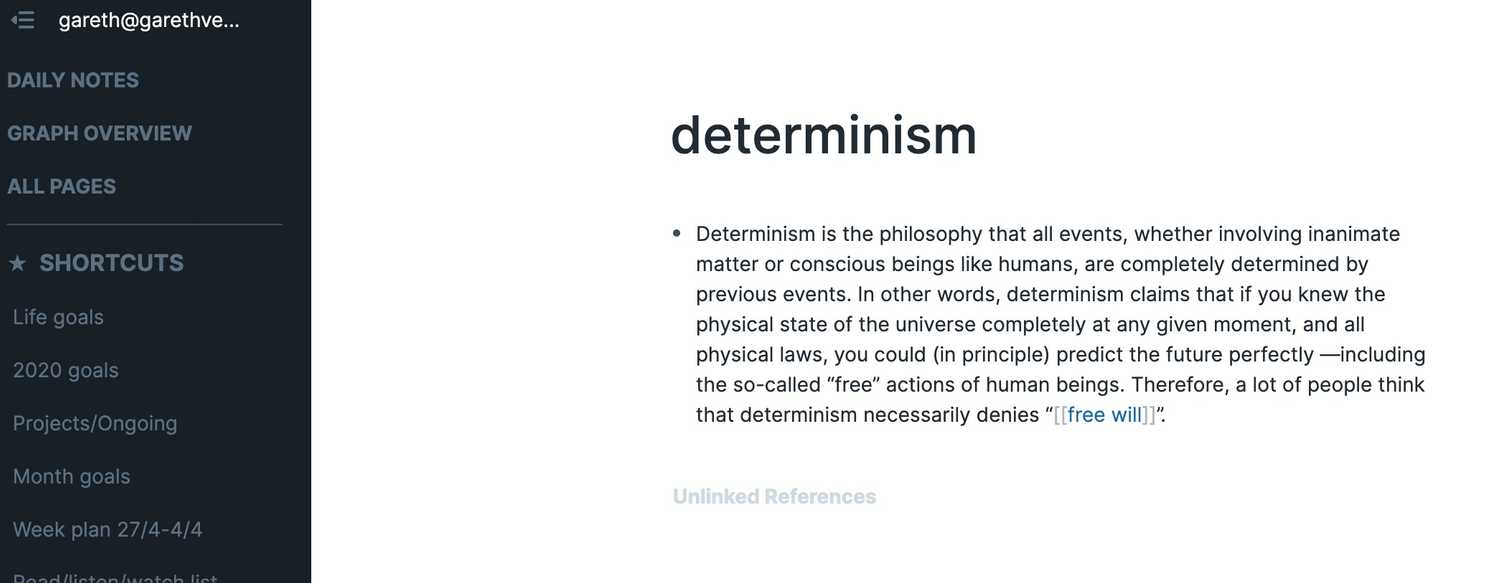 gareth@garethve...
DAILY NOTES
GRAPH OVERVIEW
ALL PAGES
★ SHORTCUTS
Life goals
2020 goals
Projects/Ongoing
Month goals
Week plan 27/4-4/4
Read/listen/watch list
determinism
• Determinism is the philosophy that all events, whether involving inanimate
matter or conscious beings like humans, are completely determined by
previous events. In other words, determinism claims that if you knew the
physical state of the universe completely at any given moment, and all
physical laws, you could (in principle) predict the future perfectly —including
the so-called “free” actions of human beings. Therefore, a lot of people think
that determinism necessarily denies “[[free will]]”.
Unlinked References